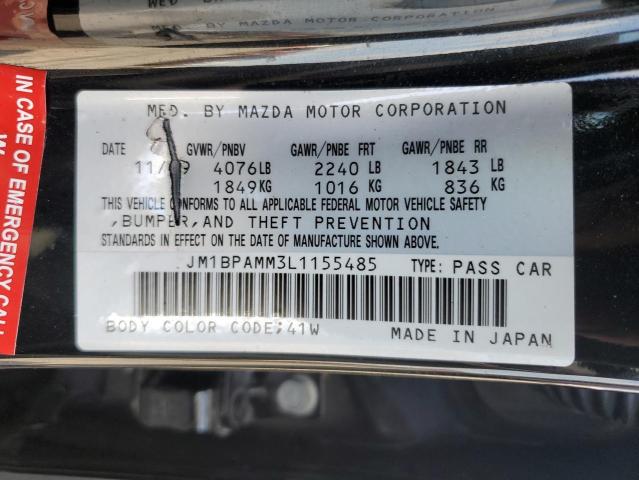 MFD. BY MAZDA MOTOR CORPORATION
DATE GVWR/PNBV GAWR/PNBE FRT GAWR/PNBE RR
4076LB 2240 LB 1843 LB
1849KG 1016 KG 836 KG
THIS VEHICLE CONFORMS TO ALL APPLICABLE FEDERAL MOTOR VEHICLE SAFETY
,BUMPER,AND THEFT PREVENTION
STANDARDS IN EFFECT ON THE DATE OF MANUFACTURE SHOWN ABOVE.
JM1BPAMM3L1155485 TYPE: PASS CAR
BODY COLOR CODE;41W MADE IN JAPAN
IN CASE OF EMERGENCY CALL
MOTOR CORPORATION